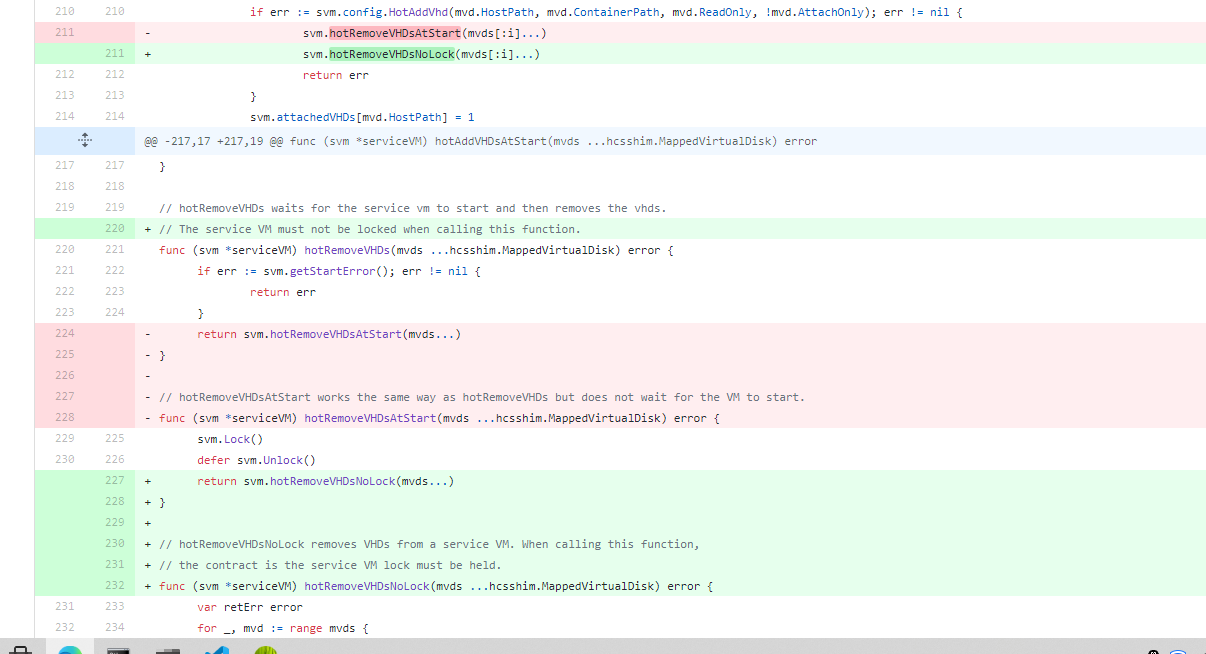 210 210 if err := svm.config.HotAddVhd(mvd.HostPath, mvd.ContainerPath, mvd.ReadOnly, !mvd.AttachOnly); err != nil {
211 - svm.hotRemoveVHDsAtStart(mvds[:i]...)
211 + svm.hotRemoveVHDsNoLock(mvds[:i]...)
212 212 return err
213 213 }
214 214 svm.attachedVHDs[mvd.HostPath] = 1
@@ -217,17 +217,19 @@ func (svm *serviceVM) hotAddVHDsAtStart(mvds ...hcsshim.MappedVirtualDisk) error
217 217 }
218 218
219 219 // hotRemoveVHDs waits for the service vm to start and then removes the vhds.
220 + // The service VM must not be locked when calling this function.
220 221 func (svm *serviceVM) hotRemoveVHDs(mvds ...hcsshim.MappedVirtualDisk) error {
221 222 if err := svm.getStartError(); err != nil {
222 223 return err
223 224 }
224 - return svm.hotRemoveVHDsAtStart(mvds...)
225 - }
226 -
227 - // hotRemoveVHDsAtStart works the same way as hotRemoveVHDs but does not wait for the VM to start.
228 - func (svm *serviceVM) hotRemoveVHDsAtStart(mvds ...hcsshim.MappedVirtualDisk) error {
229 225 svm.Lock()
230 226 defer svm.Unlock()
227 + return svm.hotRemoveVHDsNoLock(mvds...)
228 + }
229 +
230 + // hotRemoveVHDsNoLock removes VHDs from a service VM. When calling this function,
231 + // the contract is the service VM lock must be held.
232 + func (svm *serviceVM) hotRemoveVHDsNoLock(mvds ...hcsshim.MappedVirtualDisk) error {
231 233 var retErr error
232 234 for _, mvd := range mvds {